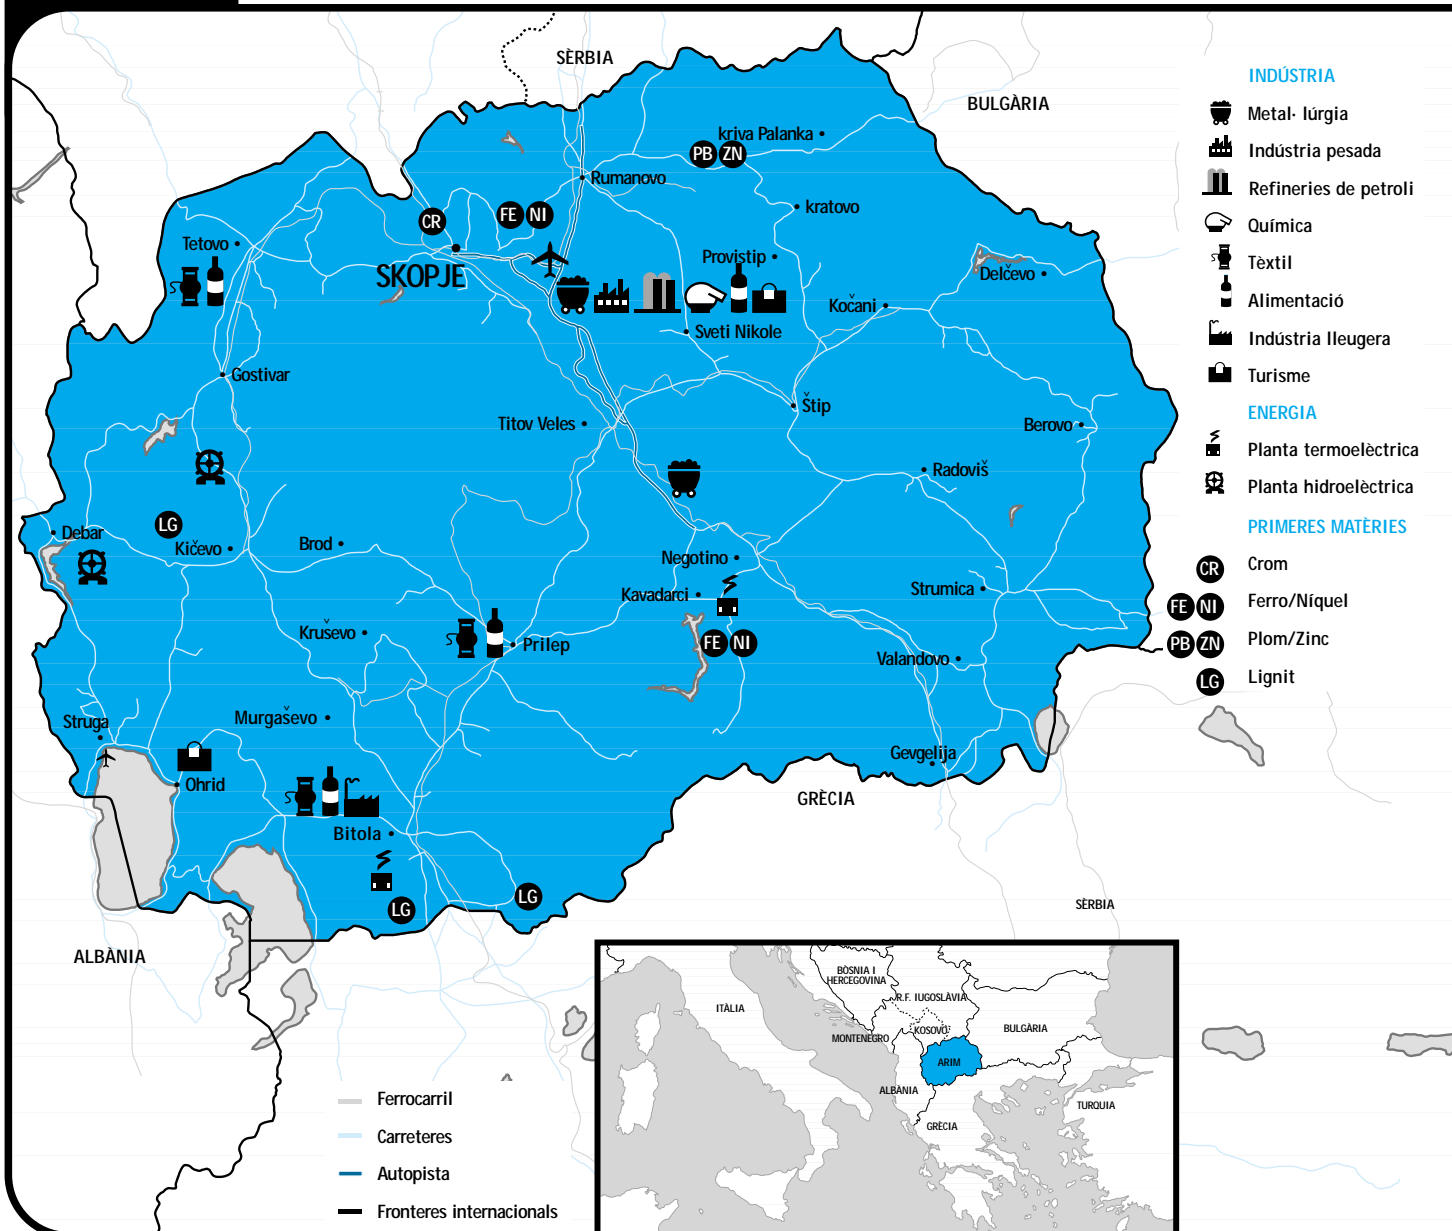 SÈRBIA
BULGÀRIA
kriva Palanka
PB ZN
Rumanovo
kratovo
CR
FE NI
Tetovo
SKOPJE
Provistip
Delčevo
Kočani
Sveti Nikole
Gostivar
Štip
Titov Veles
Berovo
Radoviš
LG
Debar
Kičevo
Brod
Negotino
Kavadarci
Strumica
Kruševo
Prilep
FE NI
Valandovo
Murgaševo
Struga
Gevgelija
Ohrid
GRÈCIA
Bitola
LG
LG
SÈRBIA
ALBÀNIA
INDÚSTRIA
Metal· lúrgia
Indústria pesada
Refineries de petroli
Química
Tèxtil
Alimentació
Indústria lleugera
Turisme
ENERGIA
Planta termoelèctrica
Planta hidroelèctrica
PRIMERES MATÈRIES
CR Crom
FE NI Ferro/Níquel
PB ZN Plom/Zinc
LG Lignit
Ferrocarril
Carreteres
Autopista
Fronteres internacionals
BÒSNIA I
HERCEGOVINA
R.F. IUGOSLÀVIA
ITÀLIA
KOSOVO
BULGÀRIA
MONTENEGRO
ARIM
ALBÀNIA
TURQUIA
GRÈCIA